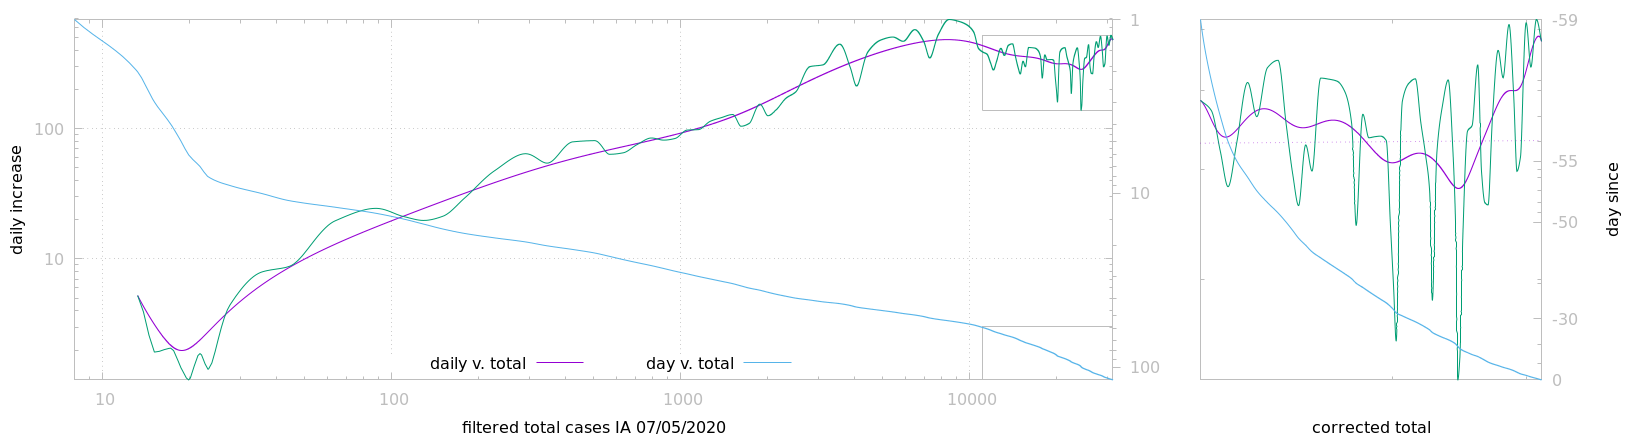 daily increase
100
10
daily v. total
day v. total
10
100
1000
10000
filtered total cases IA 07/05/2020
1
10
100
-59
-55
-50
-30
0
day since
corrected total